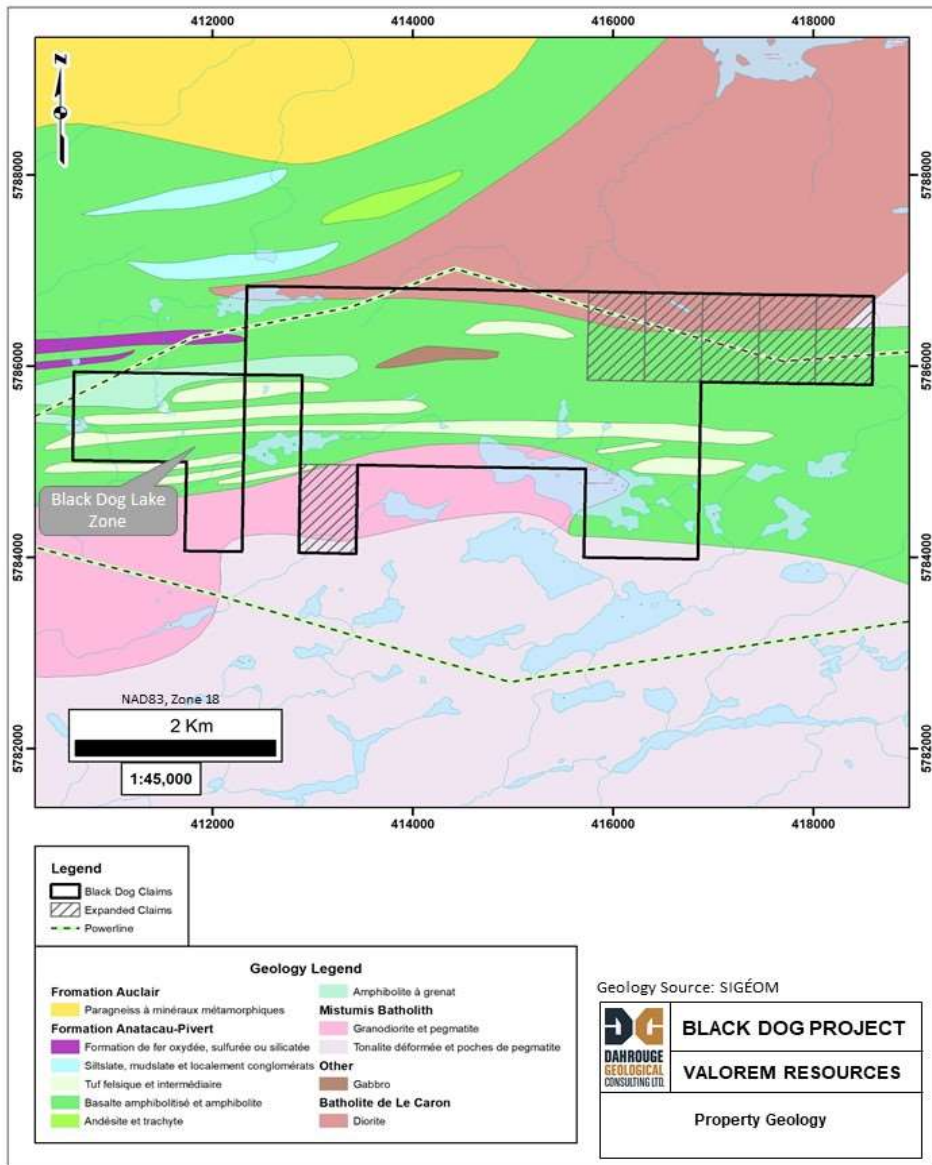 412000 414000 416000 418000
N
5788000 5788000
5786000 5786000
Black Dog Lake
Zone
5784000 5784000
NAD83, Zone 18
2 Km
1:45,000
5782000 5782000
412000 414000 416000 418000
Legend
Black Dog Claims
Expanded Claims
Powerline
Geology Legend
Fromation Auclair
Paragneiss à minéraux métamorphiques
Formation Anatacau-Pivert
Formation de fer oxydée, sulfurée ou silicatée
Siltslate, mudslate et localement conglomérats
Tuf felsique et intermédiaire
Basalte amphibolitisé et amphibolite
Andésite et trachyte
Amphibolite à grenat
Mistumis Batholith
Granodiorite et pegmatite
Tonalite déformée et poches de pegmatite
Other
Gabbro
Batholite de Le Caron
Diorite
Geology Source: SIGÉOM
DAHROUGE
GEOLOGICAL
CONSULTING LTD.
BLACK DOG PROJECT
VALOREM RESOURCES
Property Geology